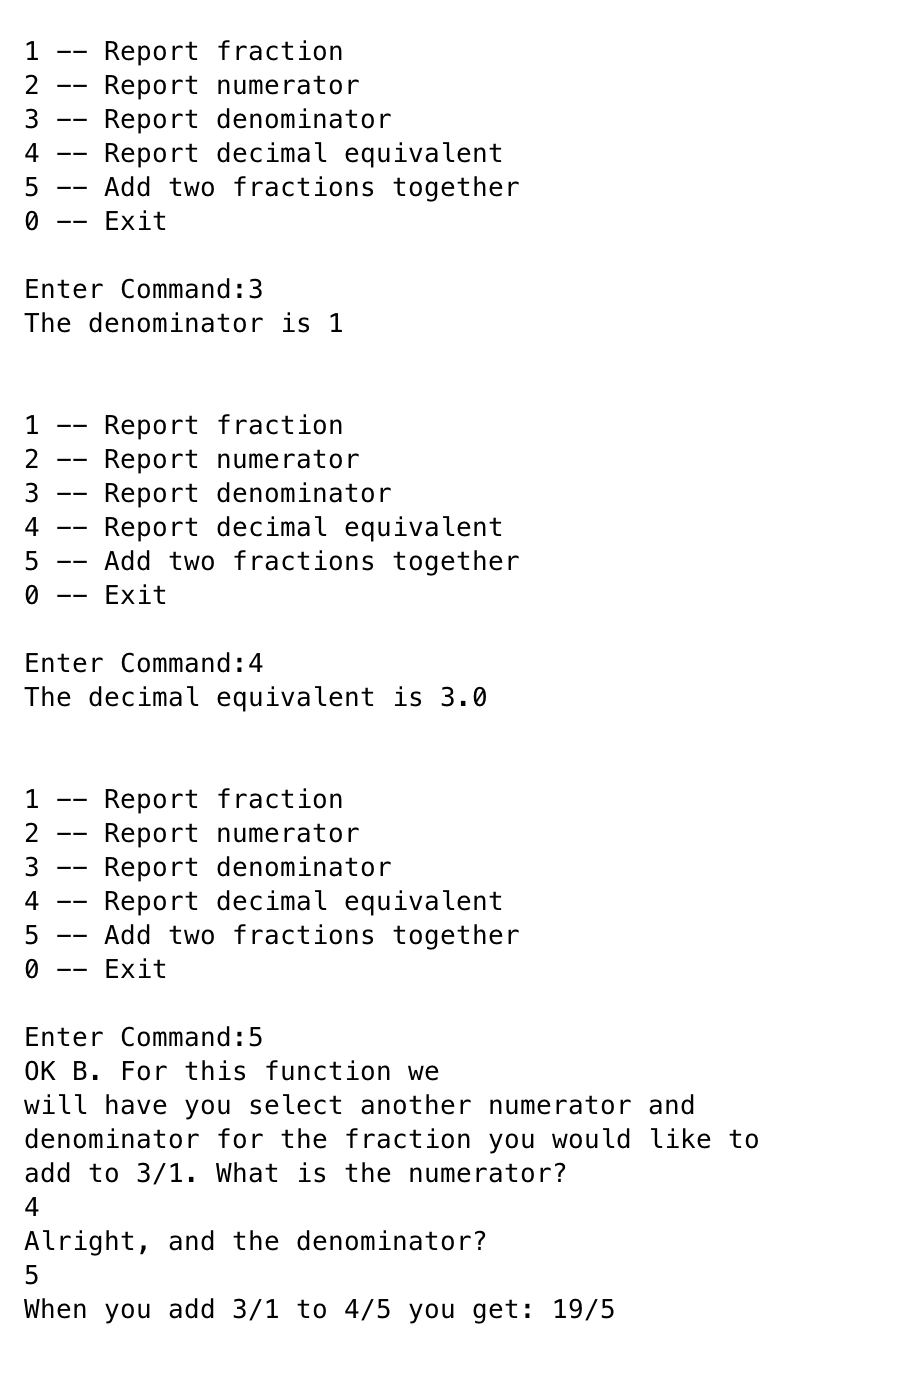 1 -- Report fraction
2 -- Report numerator
3 -- Report denominator
4 -- Report decimal equivalent
5 -- Add two fractions together
0 -- Exit
Enter Command:3
The denominator is 1
1 -- Report fraction
2 -- Report numerator
3 -- Report denominator
4 -- Report decimal equivalent
5 -- Add two fractions together
0 -- Exit
Enter Command:4
The decimal equivalent is 3.0
1 -- Report fraction
2 -- Report numerator
3 -- Report denominator
4 -- Report decimal equivalent
5 -- Add two fractions together
0 -- Exit
Enter Command:5
OK B. For this function we
will have you select another numerator and
denominator for the fraction you would like to
add to 3/1. What is the numerator?
4
Alright, and the denominator?
5
When you add 3/1 to 4/5 you get: 19/5